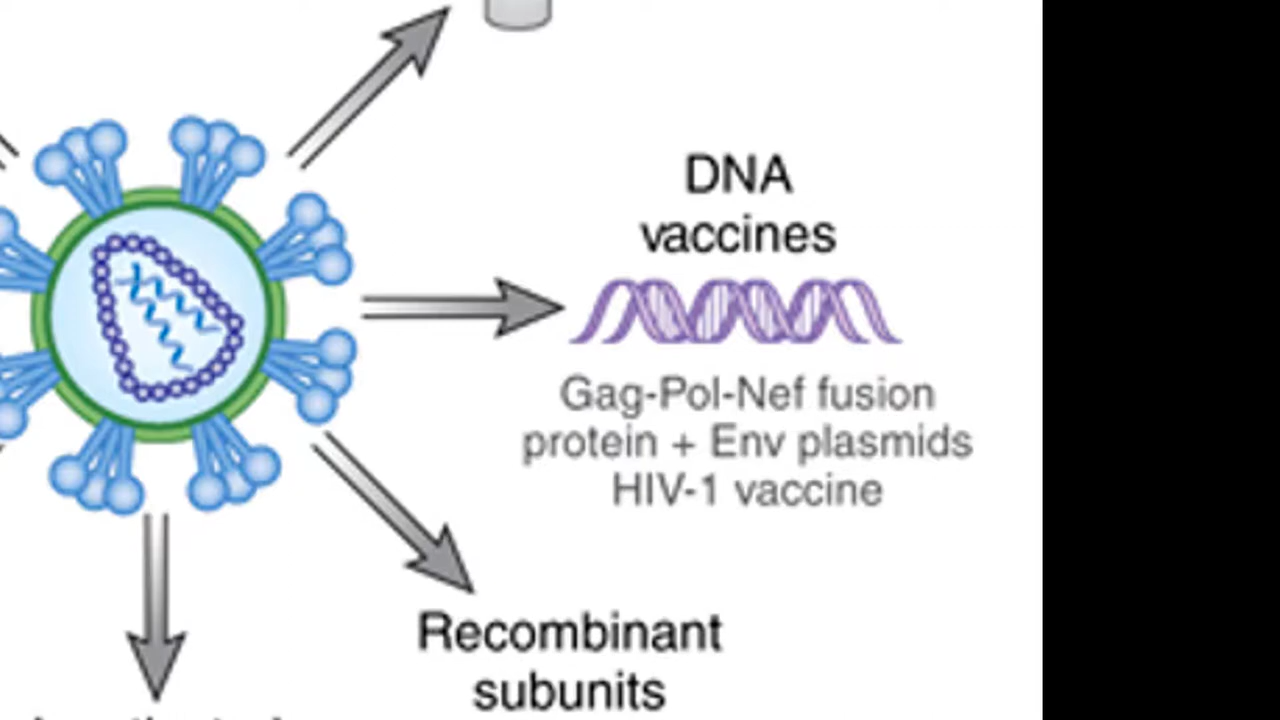 DNA
vaccines
Gag-Pol-Nef fusion
protein + Env plasmids
HIV-1 vaccine
Recombinant
subunits